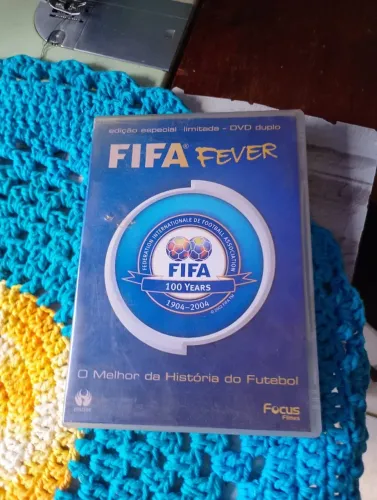 edição especial limitada - DVD duplo
FIFA® FEVER
FEDERATION INTERNATIONALE DE FOOTBALL ASSOCIATION
FIFA
100 YEARS
1904-2004
O Melhor da História do Futebol
Focus
Filmes